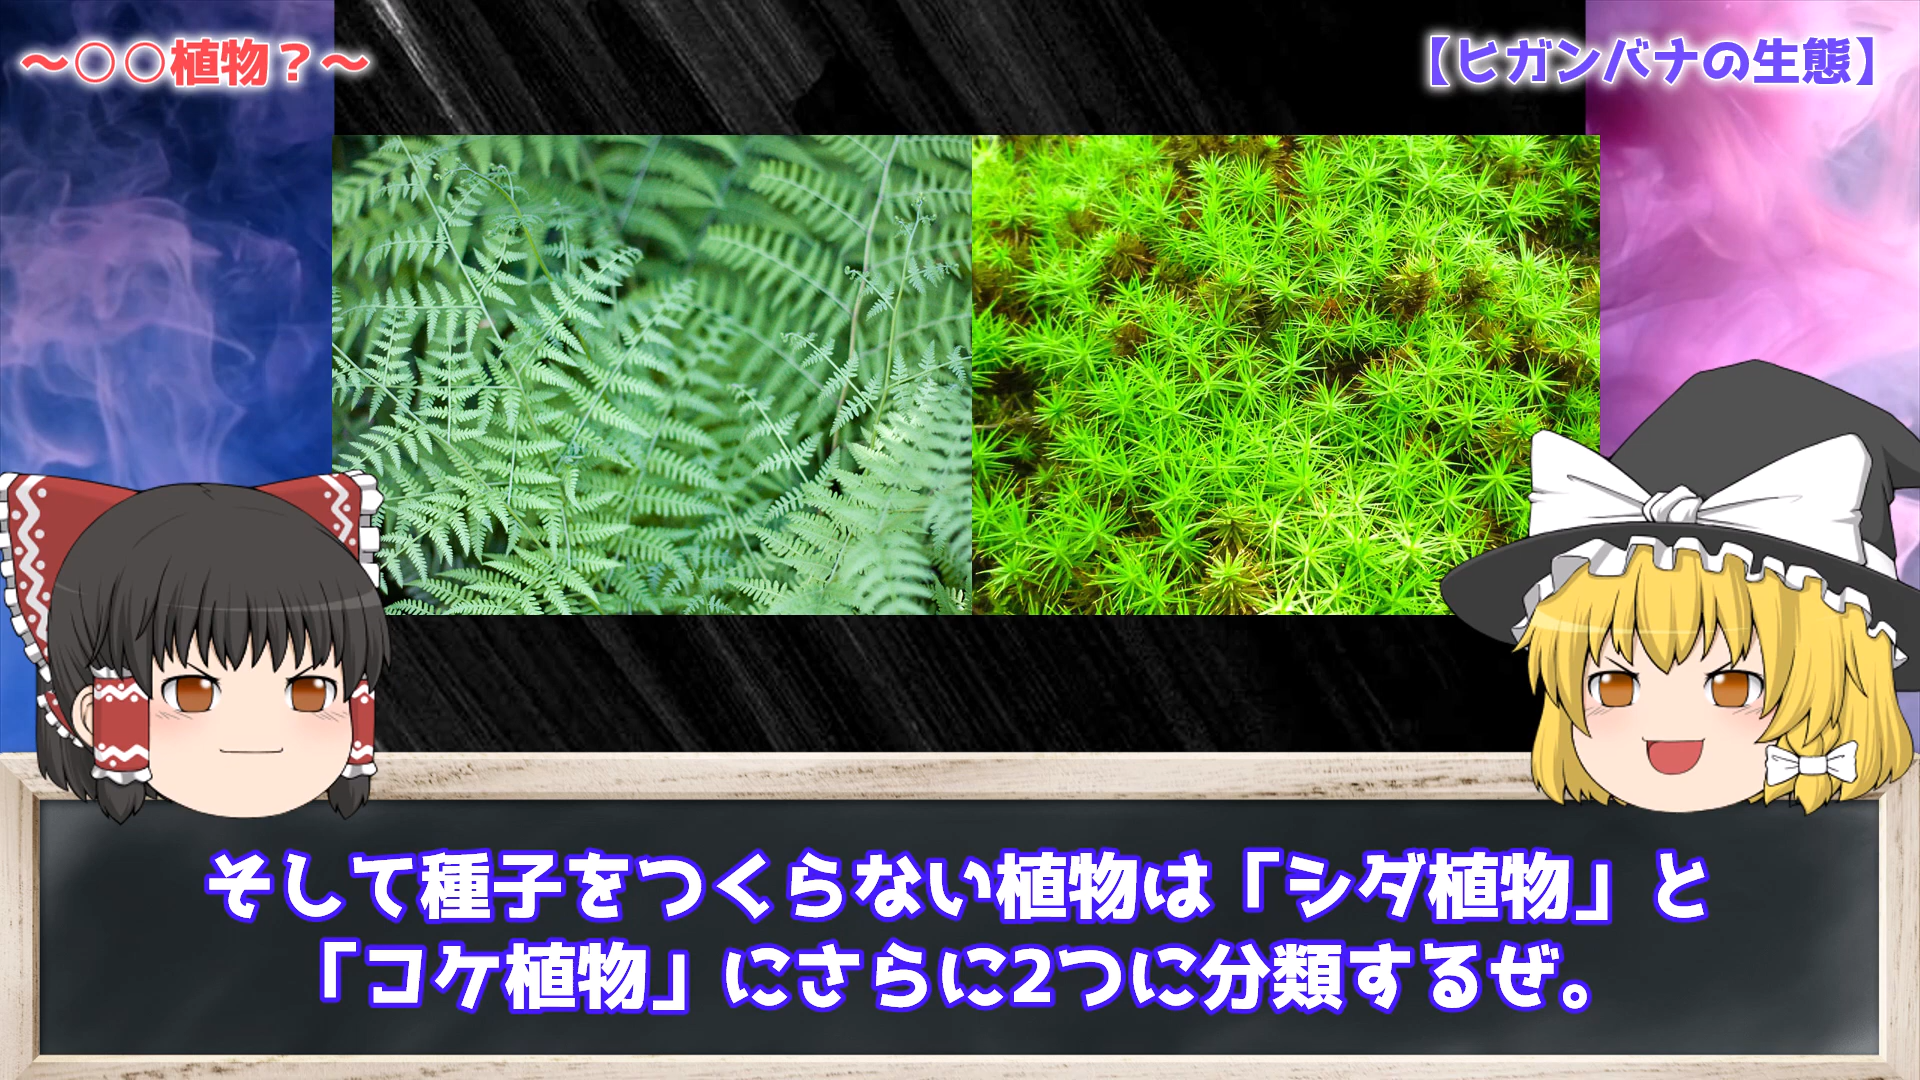 ～○○植物？～
【ヒガンバナの生態】
そして種子をつくらない植物は「シダ植物」と
「コケ植物」にさらに2つに分類するぜ。